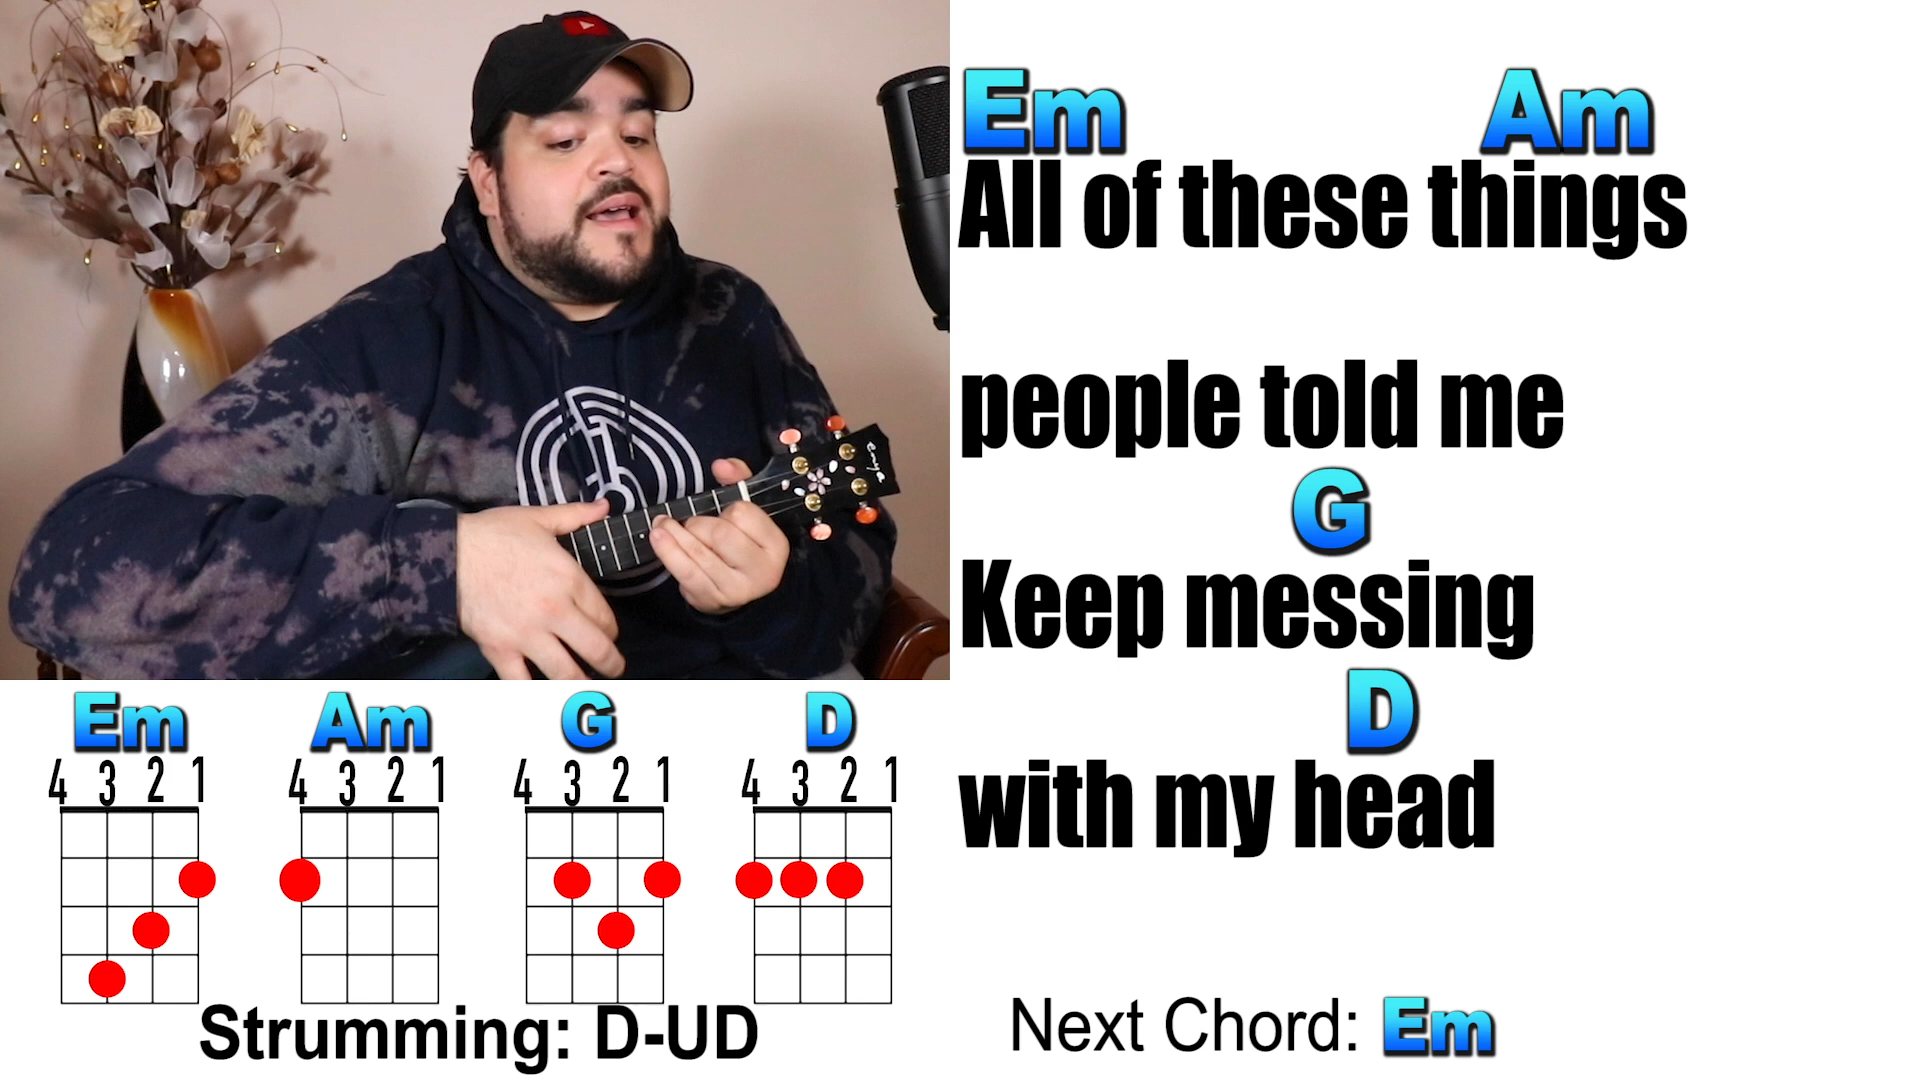 Em Am
All of these things
people told me
G
Keep messing
D
with my head
enya
Em Am G D
4 3 2 1 4 3 2 1 4 3 2 1 4 3 2 1
Strumming: D-UD
Next Chord: Em